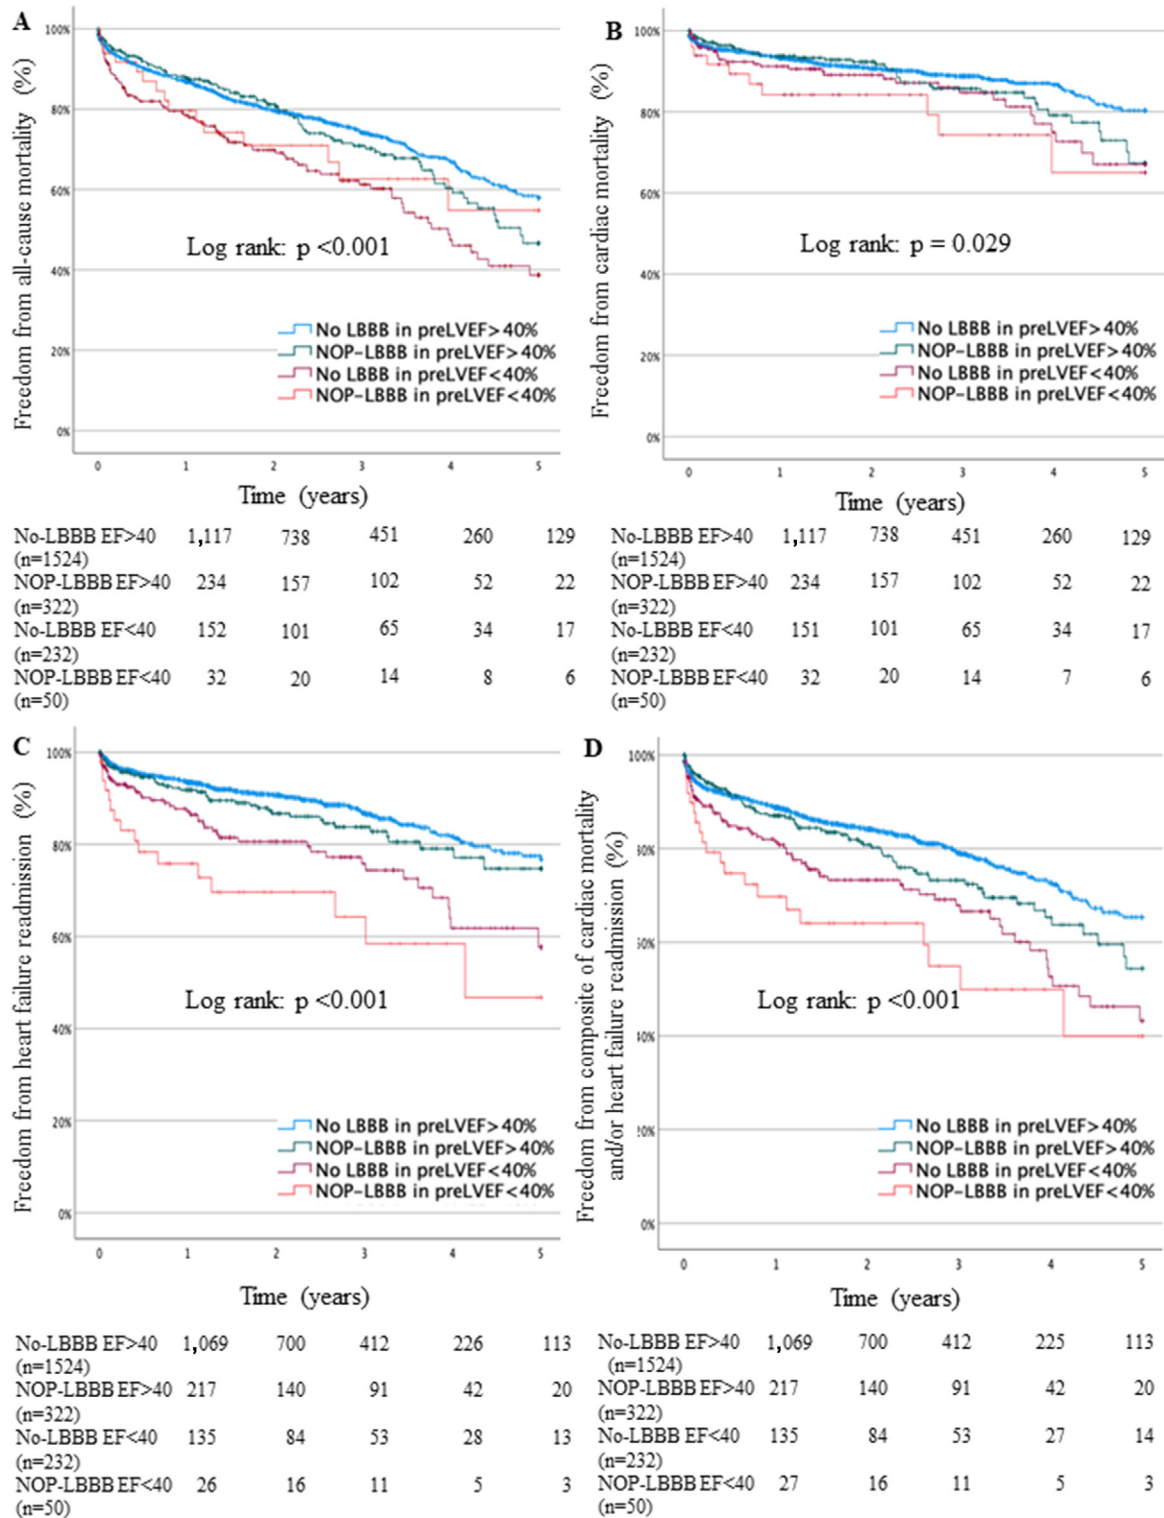 A
Freedom from all-cause mortality (%)
100%
80%
60%
40%
20%
0%
Log rank: p <0.001
No LBBB in preLVEF>40%
NOP-LBBB in preLVEF>40%
No LBBB in preLVEF<40%
NOP-LBBB in preLVEF<40%
0 1 2 3 4 5
Time (years)
No-LBBB EF>40 1,117 738 451 260 129
(n=1524)
NOP-LBBB EF>40 234 157 102 52 22
(n=322)
No-LBBB EF<40 152 101 65 34 17
(n=232)
NOP-LBBB EF<40 32 20 14 8 6
(n=50)
B
Freedom from cardiac mortality (%)
100%
80%
60%
40%
20%
0%
Log rank: p = 0.029
No LBBB in preLVEF>40%
NOP-LBBB in preLVEF>40%
No LBBB in preLVEF<40%
NOP-LBBB in preLVEF<40%
0 1 2 3 4 5
Time (years)
No-LBBB EF>40 1,117 738 451 260 129
(n=1524)
NOP-LBBB EF>40 234 157 102 52 22
(n=322)
No-LBBB EF<40 151 101 65 34 17
(n=232)
NOP-LBBB EF<40 32 20 14 7 6
(n=50)
C
Freedom from heart failure readmission (%)
100%
80%
60%
40%
20%
0%
Log rank: p <0.001
No LBBB in preLVEF>40%
NOP-LBBB in preLVEF>40%
No LBBB in preLVEF<40%
NOP-LBBB in preLVEF<40%
0 1 2 3 4 5
Time (years)
No-LBBB EF>40 1,069 700 412 226 113
(n=1524)
NOP-LBBB EF>40 217 140 91 42 20
(n=322)
No-LBBB EF<40 135 84 53 28 13
(n=232)
NOP-LBBB EF<40 26 16 11 5 3
(n=50)
D
Freedom from composite of cardiac mortality
and/or heart failure readmission (%)
100%
80%
60%
40%
20%
0%
Log rank: p <0.001
No LBBB in preLVEF>40%
NOP-LBBB in preLVEF>40%
No LBBB in preLVEF<40%
NOP-LBBB in preLVEF<40%
0 1 2 3 4 5
Time (years)
No-LBBB EF>40 1,069 700 412 225 113
(n=1524)
NOP-LBBB EF>40 217 140 91 42 20
(n=322)
No-LBBB EF<40 135 84 53 27 14
(n=232)
NOP-LBBB EF<40 27 16 11 5 3
(n=50)